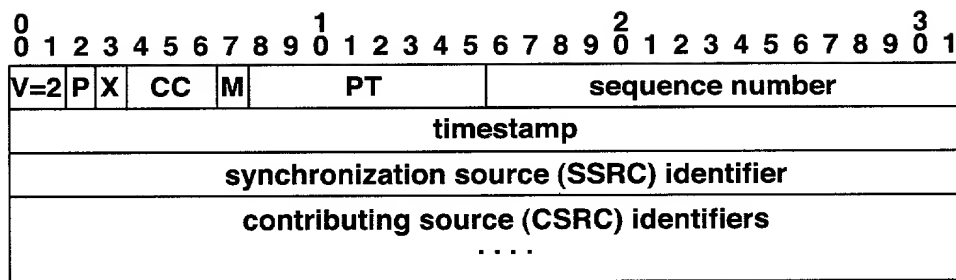 0 1 2 3
0 1 2 3 4 5 6 7 8 9 0 1 2 3 4 5 6 7 8 9 0 1 2 3 4 5 6 7 8 9 0 1
V=2 P X CC M PT sequence number
timestamp
synchronization source (SSRC) identifier
contributing source (CSRC) identifiers
. . . .